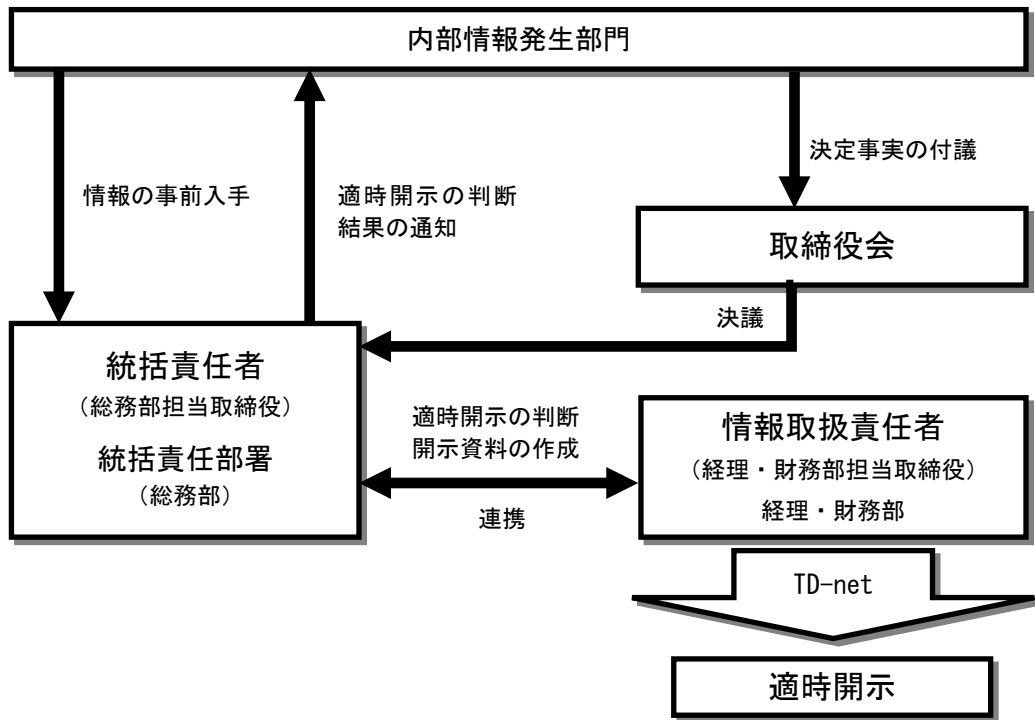 内部情報発生部門
決定事実の付議
情報の事前入手
適時開示の判断
結果の通知
取締役会
決議
統括責任者
（総務部担当取締役）
統括責任部署
（総務部）
適時開示の判断
開示資料の作成
連携
情報取扱責任者
（経理・財務部担当取締役）
経理・財務部
TD-net
適時開示